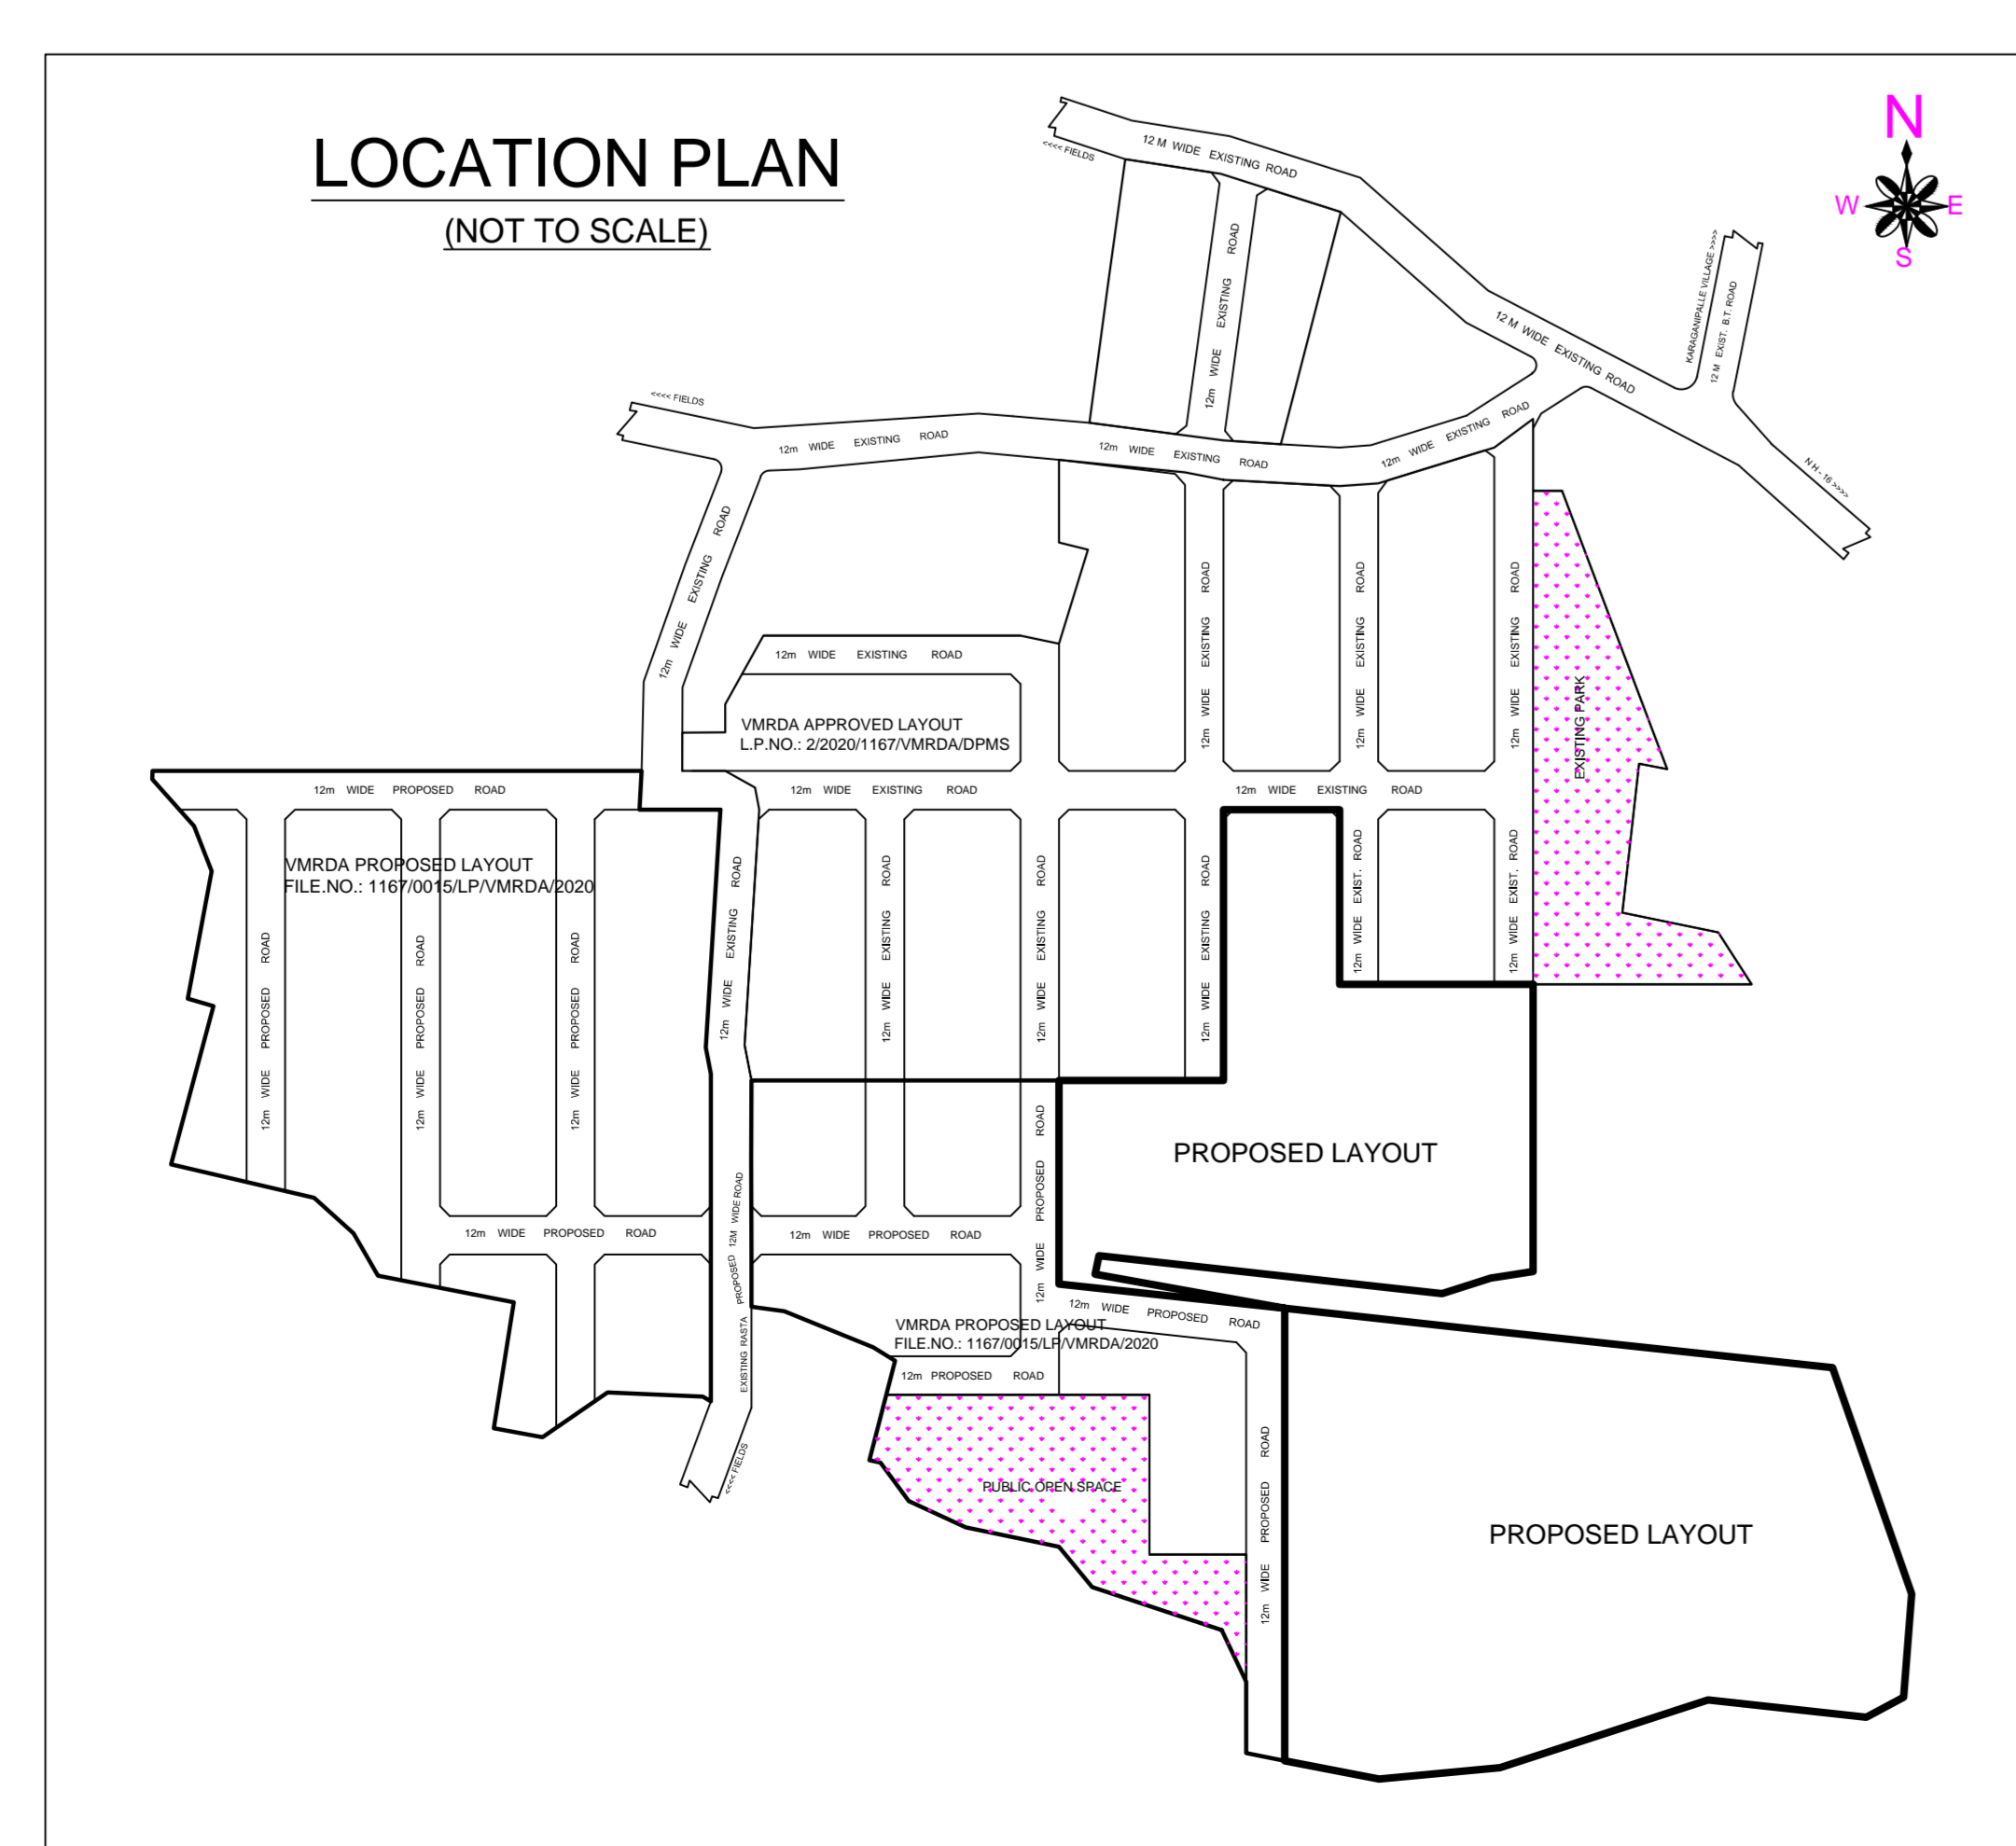 LOCATION PLAN
(NOT TO SCALE)
N
W
E
S
12 M WIDE EXISTING ROAD
<<<< FIELDS
12m WIDE EXISTING ROAD
12 M WIDE EXISTING ROAD
KARAGANIPALLE VILLAGE >>>>
12 M EXIST. B.T. ROAD
N H - 16 >>>>
<<<< FIELDS
12m WIDE EXISTING ROAD
12m WIDE EXISTING ROAD
12m WIDE EXISTING ROAD
12m WIDE EXISTING ROAD
12m WIDE EXISTING ROAD
12m WIDE EXISTING ROAD
12m WIDE EXISTING ROAD
12m WIDE EXISTING ROAD
EXISTING PARK
VMRDA APPROVED LAYOUT
L.P.NO.: 2/2020/1167/VMRDA/DPMS
12m WIDE PROPOSED ROAD
12m WIDE EXISTING ROAD
12m WIDE EXISTING ROAD
VMRDA PROPOSED LAYOUT
FILE.NO.: 1167/0015/LP/VMRDA/2020
12m WIDE PROPOSED ROAD
12m WIDE PROPOSED ROAD
12m WIDE PROPOSED ROAD
12m WIDE EXISTING ROAD
12m WIDE EXISTING ROAD
12m WIDE EXISTING ROAD
12m WIDE EXISTING ROAD
12m WIDE EXIST. ROAD
12m WIDE EXIST. ROAD
PROPOSED LAYOUT
12m WIDE PROPOSED ROAD
EXISTING RASTA PROPOSED 12M WIDE ROAD
12m WIDE PROPOSED ROAD
12m WIDE PROPOSED ROAD
12m WIDE PROPOSED ROAD
VMRDA PROPOSED LAYOUT
FILE.NO.: 1167/0015/LP/VMRDA/2020
12m PROPOSED ROAD
<<<< FIELDS
PUBLIC OPEN SPACE
12m WIDE PROPOSED ROAD
PROPOSED LAYOUT